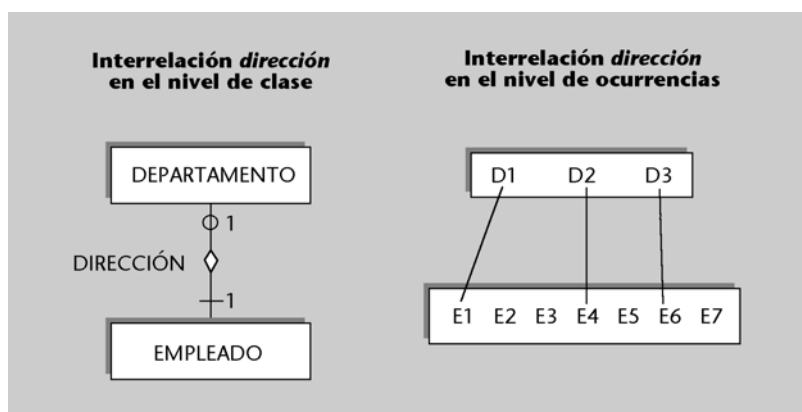 Interrelación dirección
en el nivel de clase
DEPARTAMENTO
1
DIRECCIÓN
1
EMPLEADO
Interrelación dirección
en el nivel de ocurrencias
D1 D2 D3
E1 E2 E3 E4 E5 E6 E7